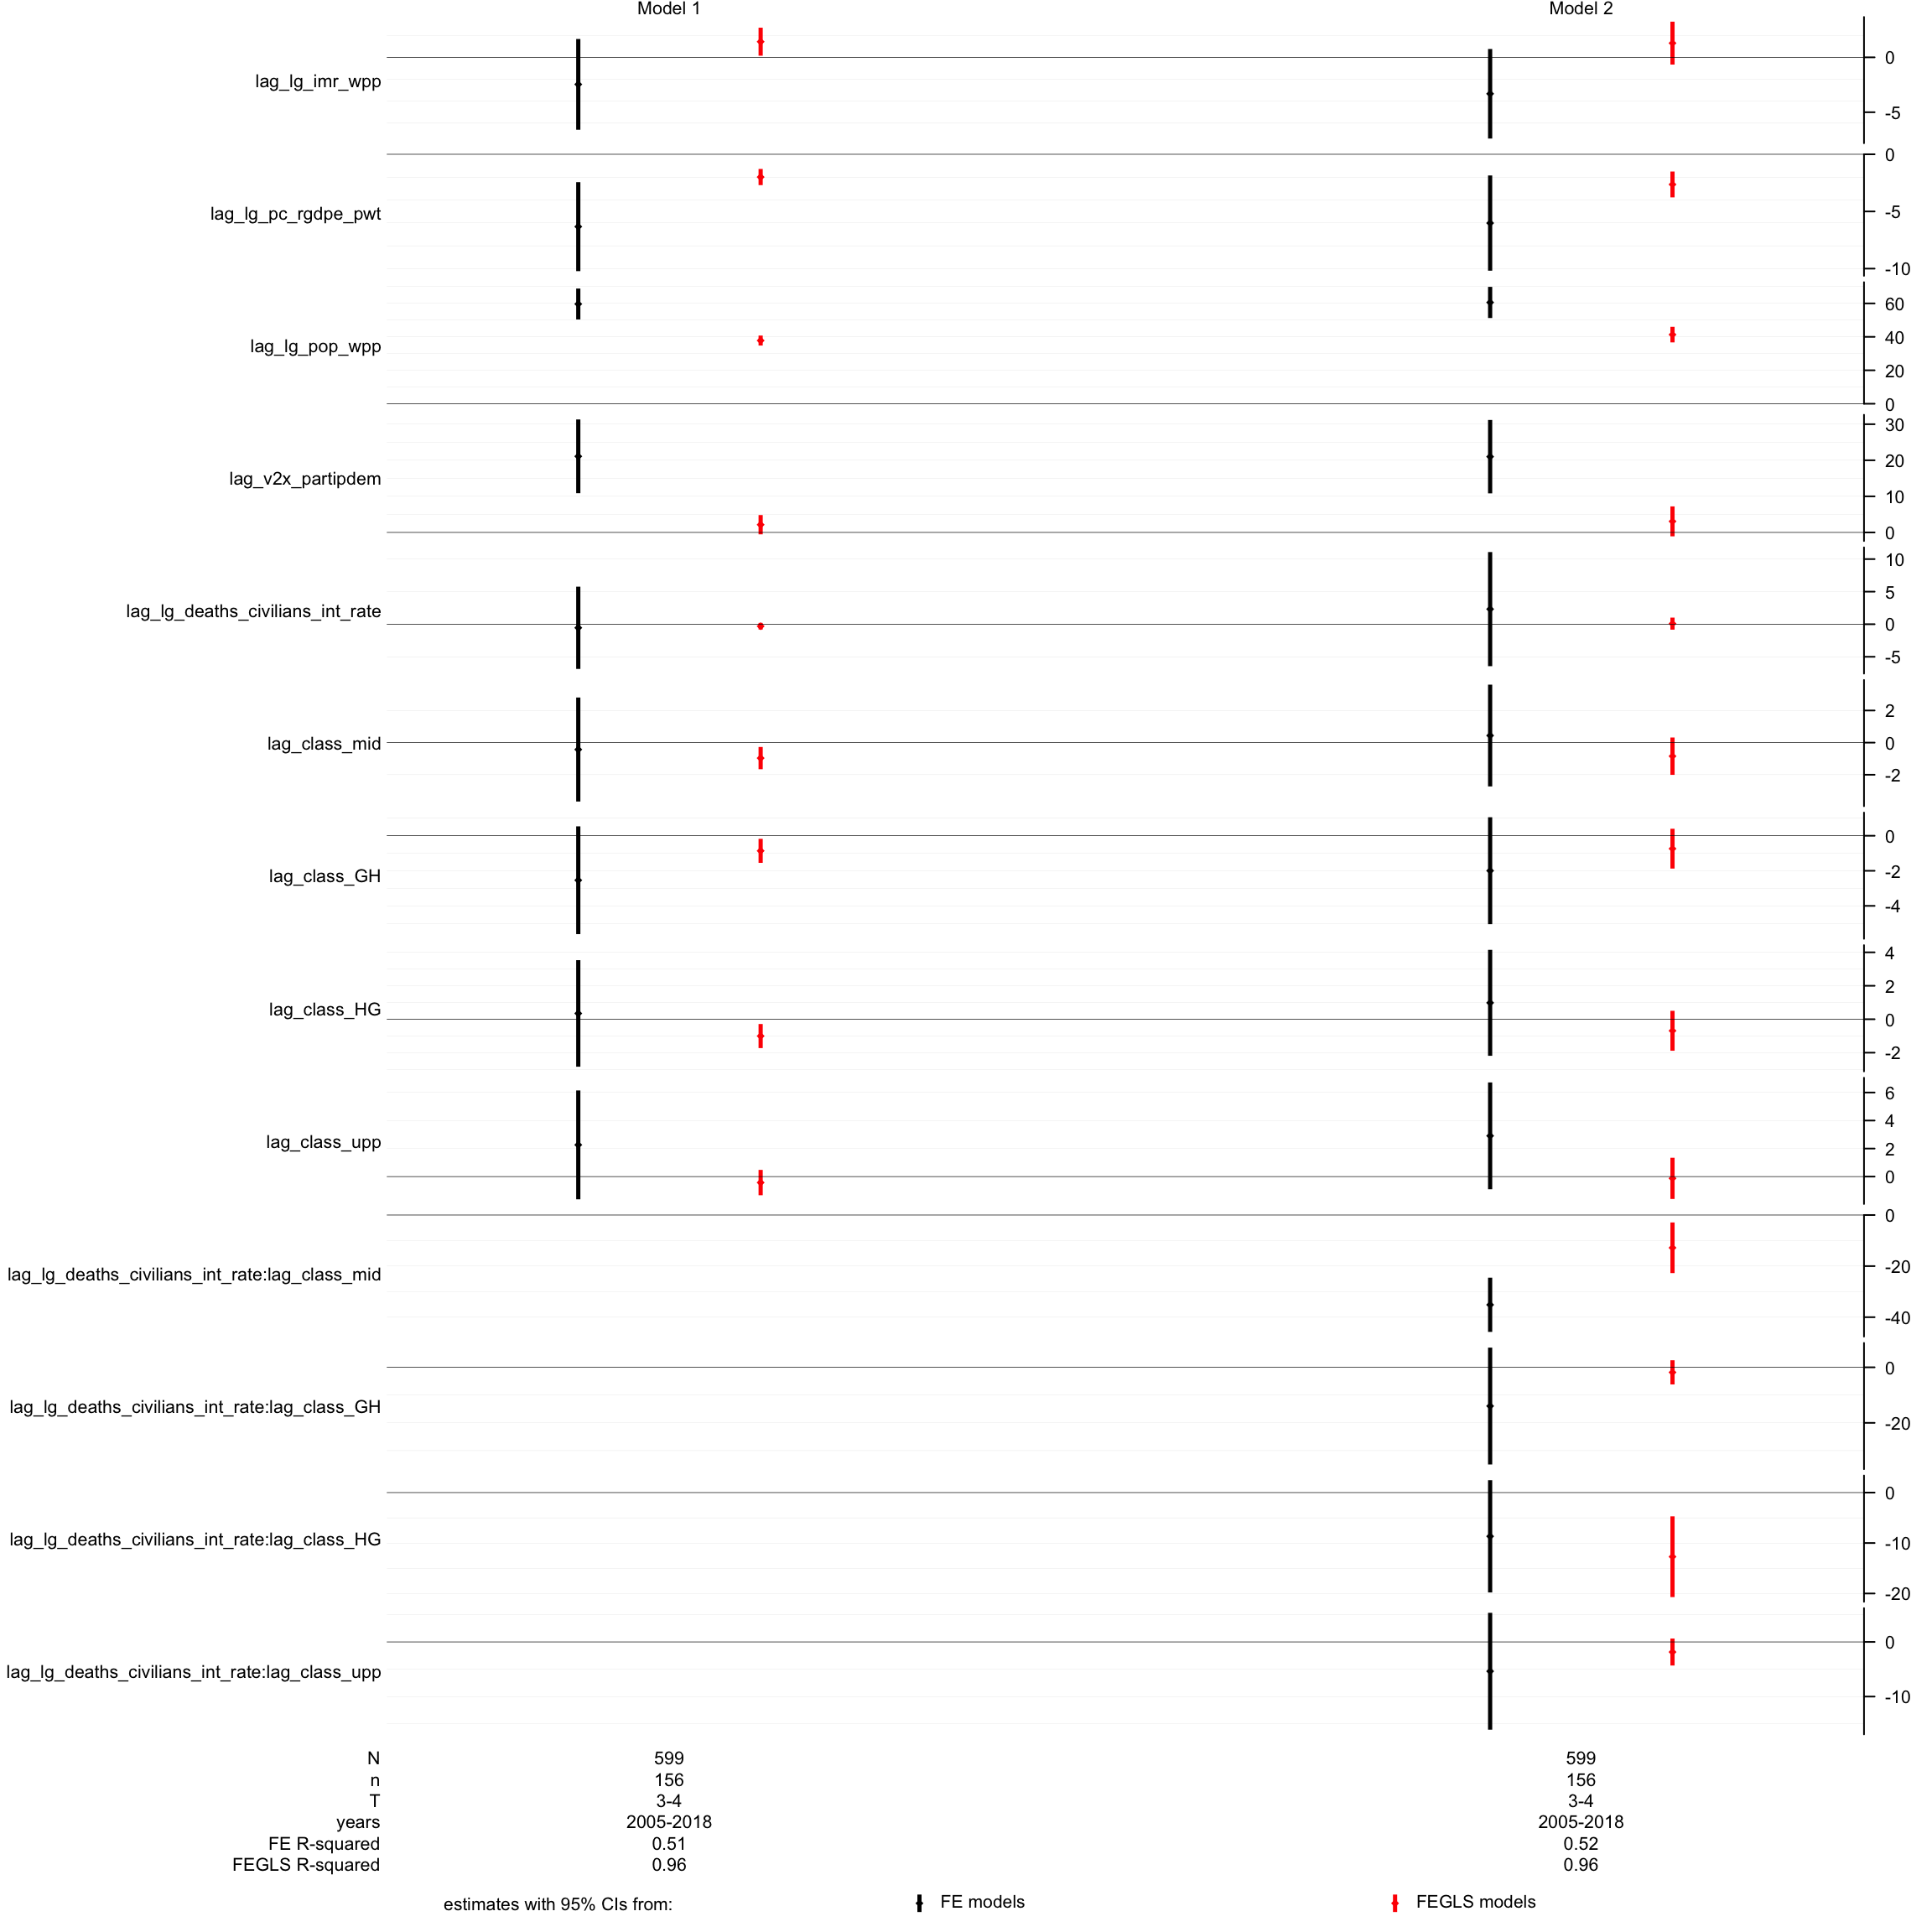 Model 1 Model 2
lag_lg_imr_wpp
0
-5
lag_lg_pc_rgdpe_pwt
0
-5
-10
lag_lg_pop_wpp
60
40
20
0
lag_v2x_partipdem
30
20
10
0
lag_lg_deaths_civilians_int_rate
10
5
0
-5
lag_class_mid
2
0
-2
lag_class_GH
0
-2
-4
lag_class_HG
4
2
0
-2
lag_class_upp
6
4
2
0
lag_lg_deaths_civilians_int_rate:lag_class_mid
0
-20
-40
lag_lg_deaths_civilians_int_rate:lag_class_GH
0
-20
lag_lg_deaths_civilians_int_rate:lag_class_HG
0
-10
-20
lag_lg_deaths_civilians_int_rate:lag_class_upp
0
-10
N 599 599
n 156 156
T 3-4 3-4
years 2005-2018 2005-2018
FE R-squared 0.51 0.52
FEGLS R-squared 0.96 0.96
estimates with 95% CIs from: FE models FEGLS models